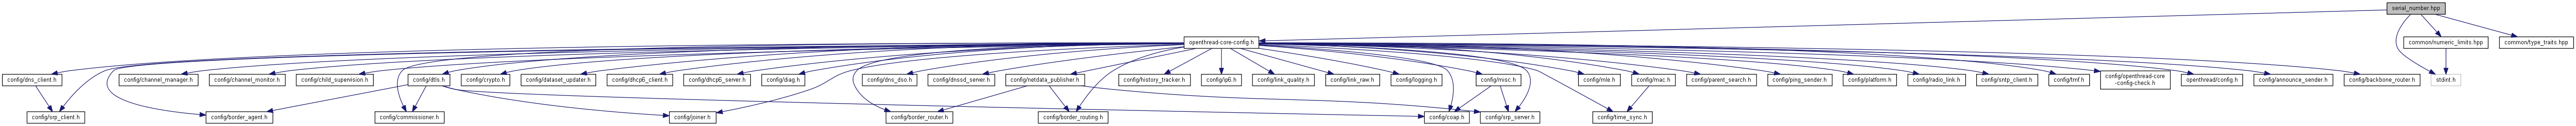 serial_number.hpp
openthread-core-config.h
common/numeric_limits.hpp
common/type_traits.hpp
config/dns_client.h
config/channel_manager.h
config/channel_monitor.h
config/child_supervision.h
config/dtls.h
config/crypto.h
config/dataset_updater.h
config/dhcp6_client.h
config/dhcp6_server.h
config/diag.h
config/dns_dso.h
config/dnssd_server.h
config/netdata_publisher.h
config/history_tracker.h
config/ip6.h
config/link_quality.h
config/link_raw.h
config/logging.h
config/misc.h
config/mle.h
config/mac.h
config/parent_search.h
config/ping_sender.h
config/platform.h
config/radio_link.h
config/sntp_client.h
config/tmf.h
config/openthread-core
-config-check.h
openthread/config.h
config/announce_sender.h
config/backbone_router.h
stdint.h
config/srp_client.h
config/border_agent.h
config/commissioner.h
config/joiner.h
config/border_router.h
config/border_routing.h
config/coap.h
config/srp_server.h
config/time_sync.h